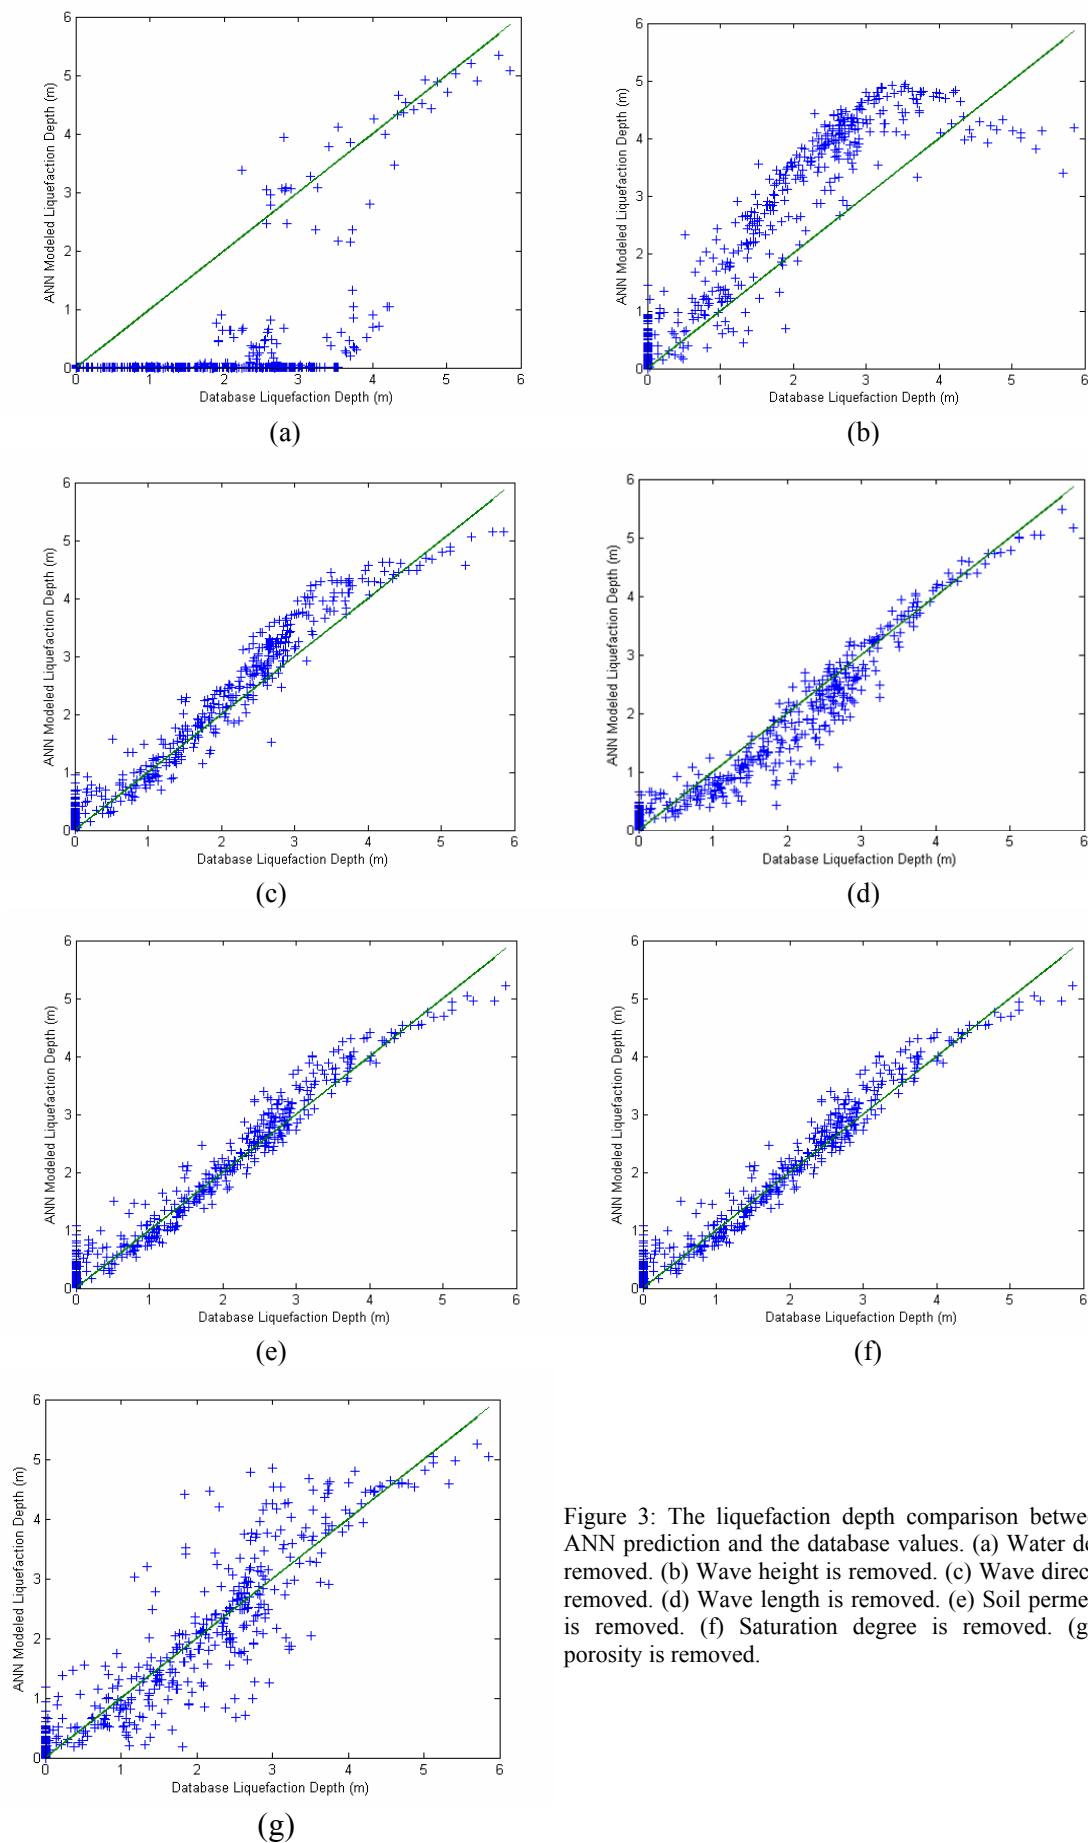 6
5
4
3
2
1
0
0 1 2 3 4 5 6
ANN Modeled Liquefaction Depth (m)
Database Liquefaction Depth (m)
(a)
6
5
4
3
2
1
0
0 1 2 3 4 5 6
ANN Modeled Liquefaction Depth (m)
Database Liquefaction Depth (m)
(b)
6
5
4
3
2
1
0
0 1 2 3 4 5 6
ANN Modeled Liquefaction Depth (m)
Database Liquefaction Depth (m)
(c)
6
5
4
3
2
1
0
0 1 2 3 4 5 6
ANN Modeled Liquefaction Depth (m)
Database Liquefaction Depth (m)
(d)
6
5
4
3
2
1
0
0 1 2 3 4 5 6
ANN Modeled Liquefaction Depth (m)
Database Liquefaction Depth (m)
(e)
6
5
4
3
2
1
0
0 1 2 3 4 5 6
ANN Modeled Liquefaction Depth (m)
Database Liquefaction Depth (m)
(f)
6
5
4
3
2
1
0
0 1 2 3 4 5 6
ANN Modeled Liquefaction Depth (m)
Database Liquefaction Depth (m)
(g)
Figure 3: The liquefaction depth comparison betwe
ANN prediction and the database values. (a) Water de
removed. (b) Wave height is removed. (c) Wave direc
removed. (d) Wave length is removed. (e) Soil perme
is removed. (f) Saturation degree is removed. (g
porosity is removed.